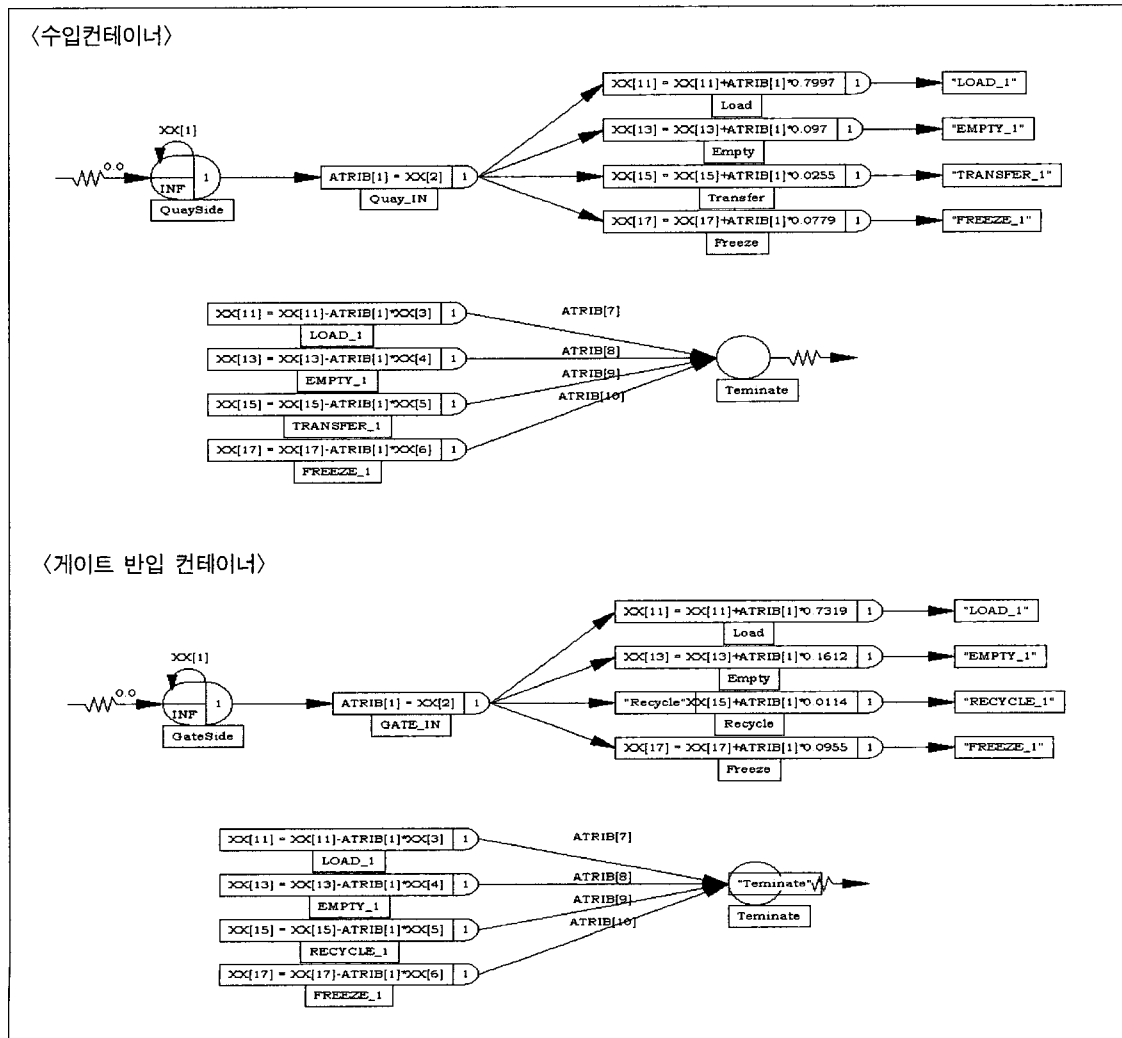 〈수입컨테이너〉
XX[1]
0.0
INF
1
QuaySide
ATRIB[1] = XX[2] 1
Quay_IN
XX[11] = XX[11]+ATRIB[1]*0.7997 1
Load
"LOAD_1"
XX[13] = XX[13]+ATRIB[1]*0.097 1
Empty
"EMPTY_1"
XX[15] = XX[15]+ATRIB[1]*0.0255 1
Transfer
"TRANSFER_1"
XX[17] = XX[17]+ATRIB[1]*0.0779 1
Freeze
"FREEZE_1"
XX[11] = XX[11]-ATRIB[1]*XX[3] 1
LOAD_1
ATRIB[7]
XX[13] = XX[13]-ATRIB[1]*XX[4] 1
EMPTY_1
ATRIB[8]
XX[15] = XX[15]-ATRIB[1]*XX[5] 1
TRANSFER_1
ATRIB[9]
XX[17] = XX[17]-ATRIB[1]*XX[6] 1
FREEZE_1
ATRIB[10]
Teminate
〈게이트 반입 컨테이너〉
XX[1]
0.0
INF
1
GateSide
ATRIB[1] = XX[2] 1
GATE_IN
XX[11] = XX[11]+ATRIB[1]*0.7319 1
Load
"LOAD_1"
XX[13] = XX[13]+ATRIB[1]*0.1612 1
Empty
"EMPTY_1"
"Recycle"XX[15]+ATRIB[1]*0.0114 1
Recycle
"RECYCLE_1"
XX[17] = XX[17]+ATRIB[1]*0.0955 1
Freeze
"FREEZE_1"
XX[11] = XX[11]-ATRIB[1]*XX[3] 1
LOAD_1
ATRIB[7]
XX[13] = XX[13]-ATRIB[1]*XX[4] 1
EMPTY_1
ATRIB[8]
XX[15] = XX[15]-ATRIB[1]*XX[5] 1
RECYCLE_1
ATRIB[9]
XX[17] = XX[17]-ATRIB[1]*XX[6] 1
FREEZE_1
ATRIB[10]
"Teminate"
Teminate